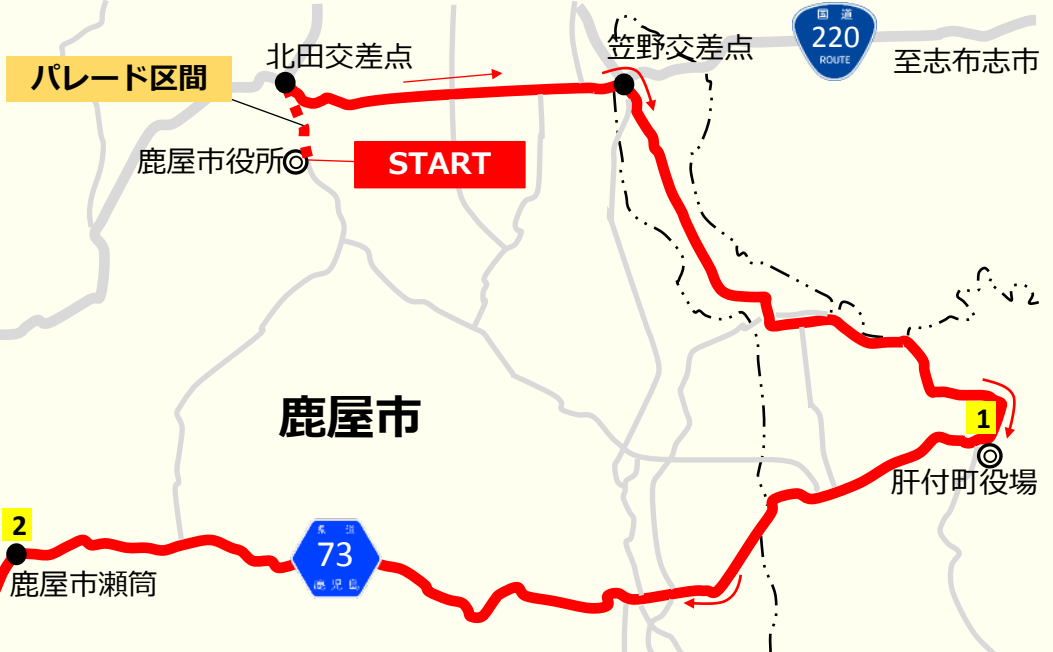 国道
220
ROUTE
至志布志市
北田交差点
笠野交差点
パレード区間
鹿屋市役所
START
鹿屋市
1
肝付町役場
2
鹿屋市瀬筒
県道
73
鹿児島